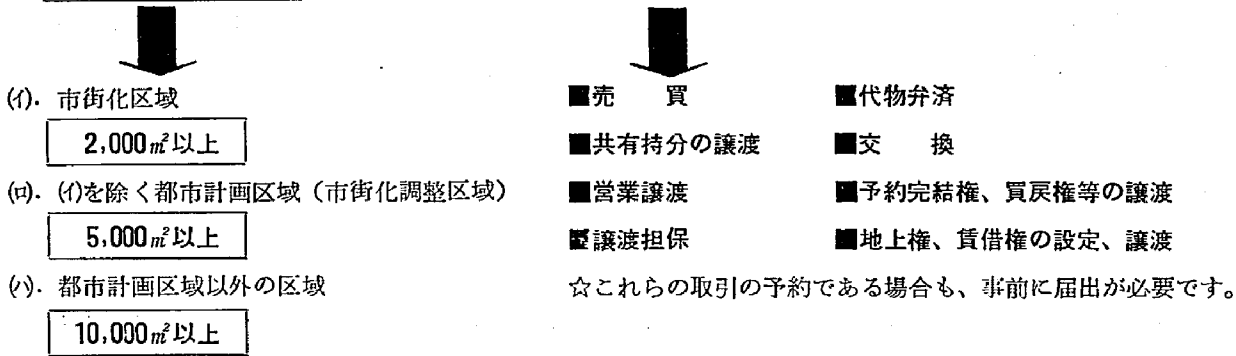 (イ). 市街化区域
2,000㎡以上
(ロ). (イ)を除く都市計画区域（市街化調整区域）
5,000㎡以上
(ハ). 都市計画区域以外の区域
10,000㎡以上
■売　　買
■代物弁済
■共有持分の譲渡
■交　　換
■営業譲渡
■予約完結権、買戻権等の譲渡
■譲渡担保
■地上権、賃借権の設定、譲渡
☆これらの取引の予約である場合も、事前に届出が必要です。